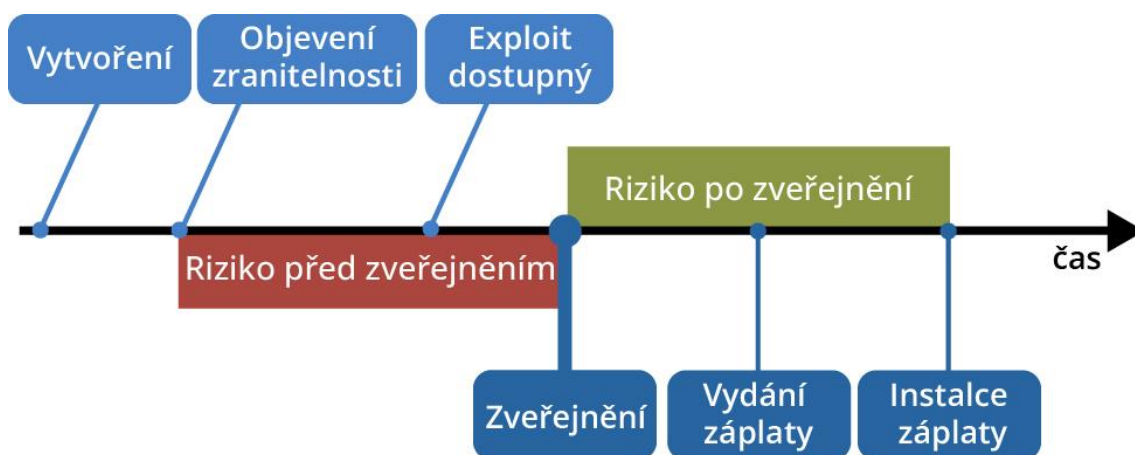 Vytvoření
Objevení
zranitelnosti
Exploit
dostupný
Riziko po zveřejnění
čas
Riziko před zveřejněním
Zveřejnění
Vydání
záplaty
Instalce
záplaty